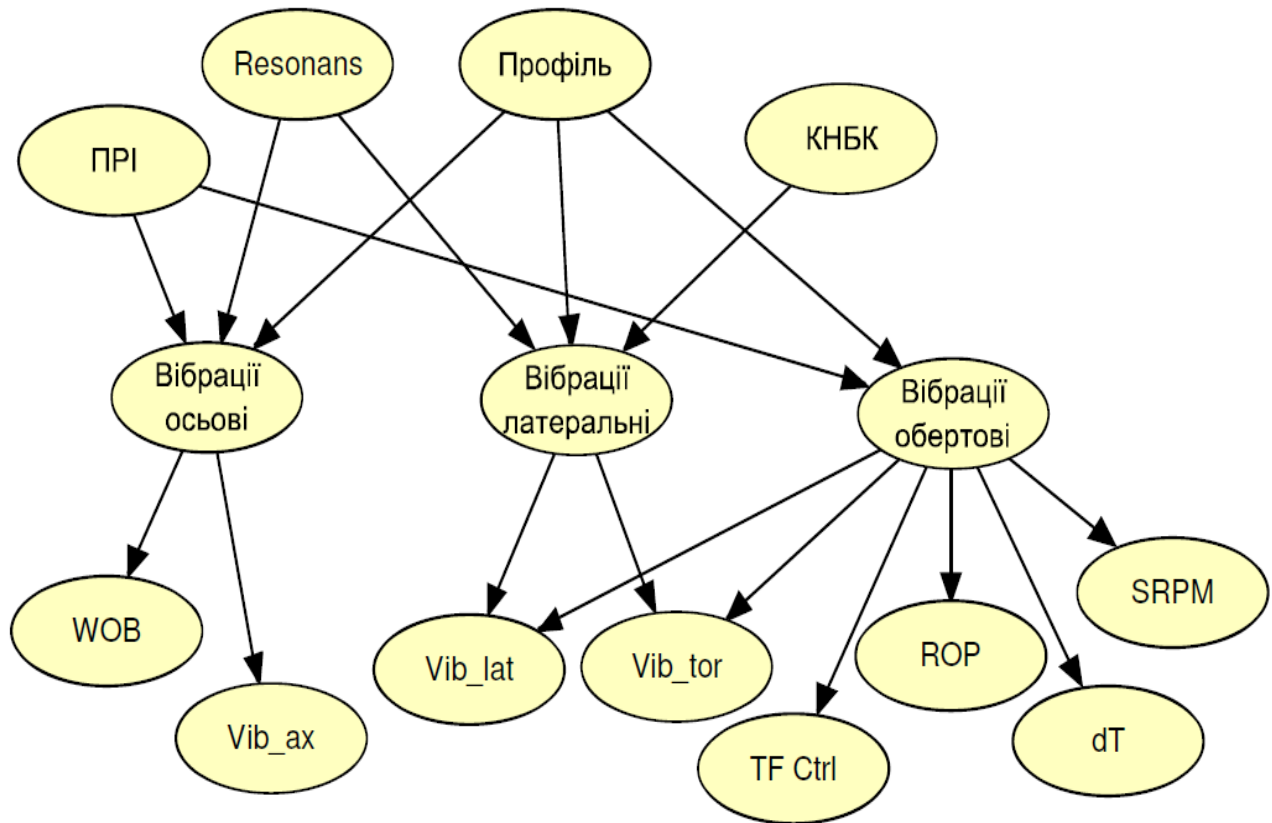 Resonans
Профіль
ПРІ
КНБК
Вібрації
осьові
Вібрації
латеральні
Вібрації
обертові
WOB
Vib_ax
Vib_lat
Vib_tor
TF Ctrl
ROP
dT
SRPM